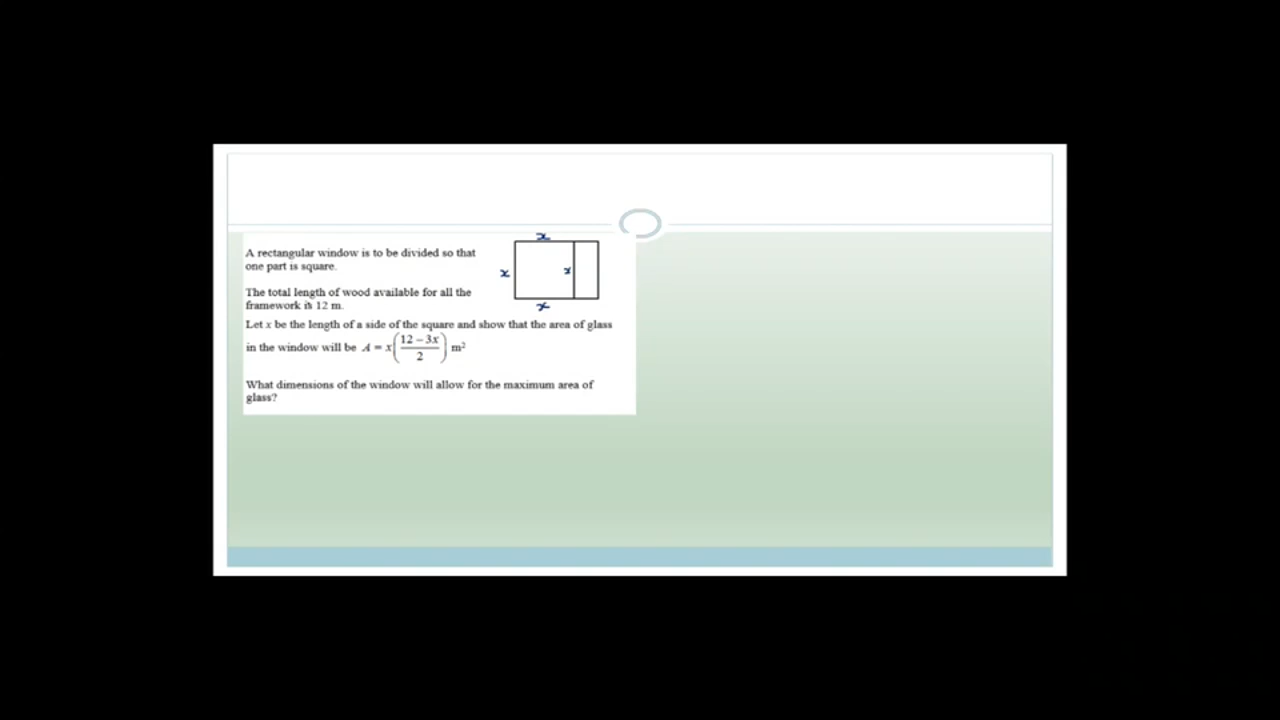 x
A rectangular window is to be divided so that
one part is square.
x x
The total length of wood available for all the
framework is 12 m.
x
Let x be the length of a side of the square and show that the area of glass
in the window will be A = x(\frac{12 - 3x}{2}) m²
What dimensions of the window will allow for the maximum area of
glass?